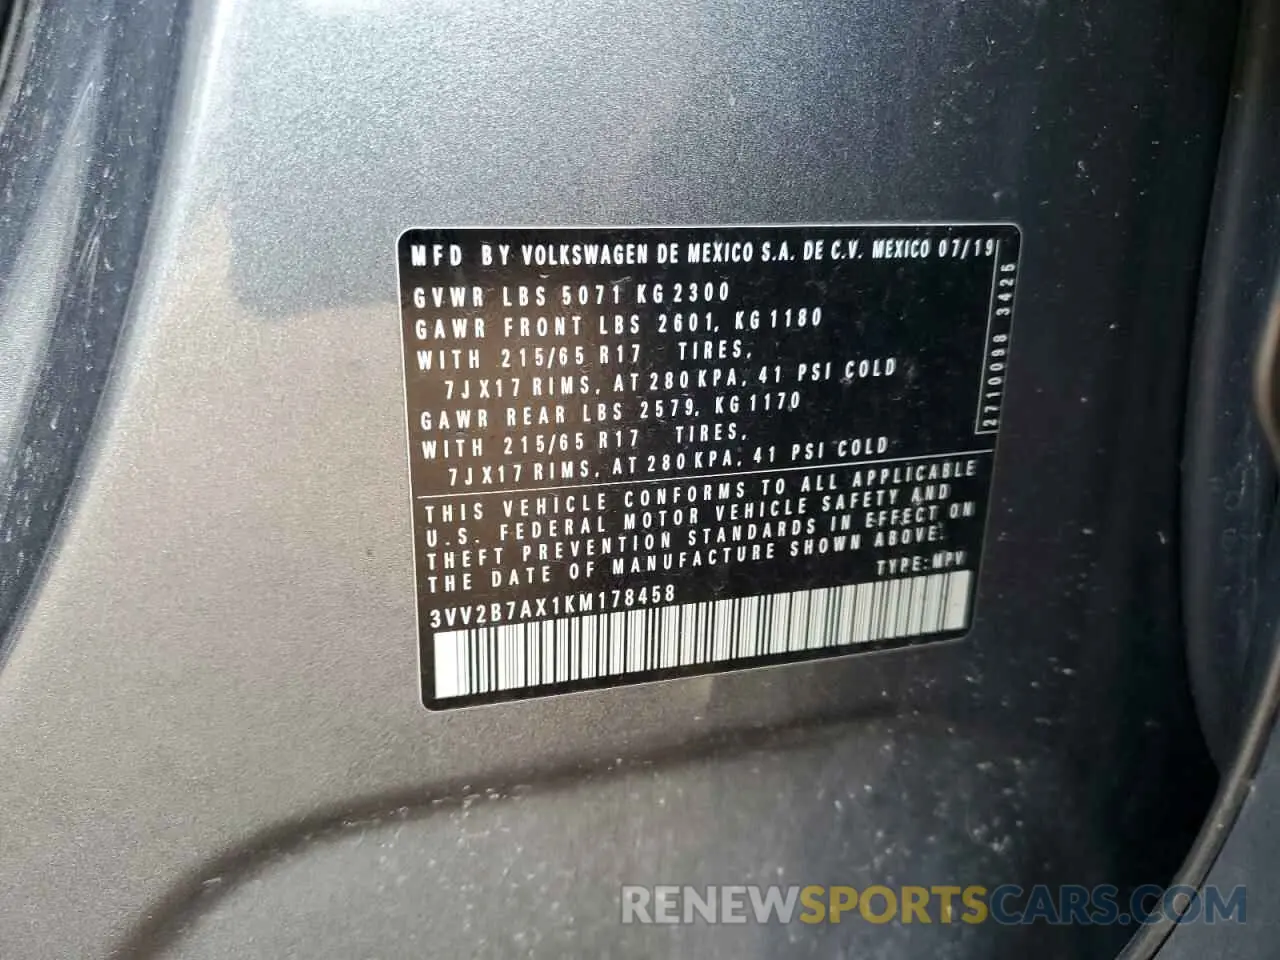 MFD BY VOLKSWAGEN DE MEXICO S.A. DE C.V. MEXICO 07/19
GVWR LBS 5071 KG 2300
GAWR FRONT LBS 2601, KG 1180
WITH 215/65 R17 TIRES,
7JX17 RIMS, AT 280 KPA, 41 PSI COLD
GAWR REAR LBS 2579, KG 1170
WITH 215/65 R17 TIRES,
7JX17 RIMS, AT 280 KPA, 41 PSI COLD
2710098 3425
THIS VEHICLE CONFORMS TO ALL APPLICABLE
U.S. FEDERAL MOTOR VEHICLE SAFETY AND
THEFT PREVENTION STANDARDS IN EFFECT ON
THE DATE OF MANUFACTURE SHOWN ABOVE.
TYPE: MPV
3VV2B7AX1KM178458
RENEWSPORTSCARS.COM